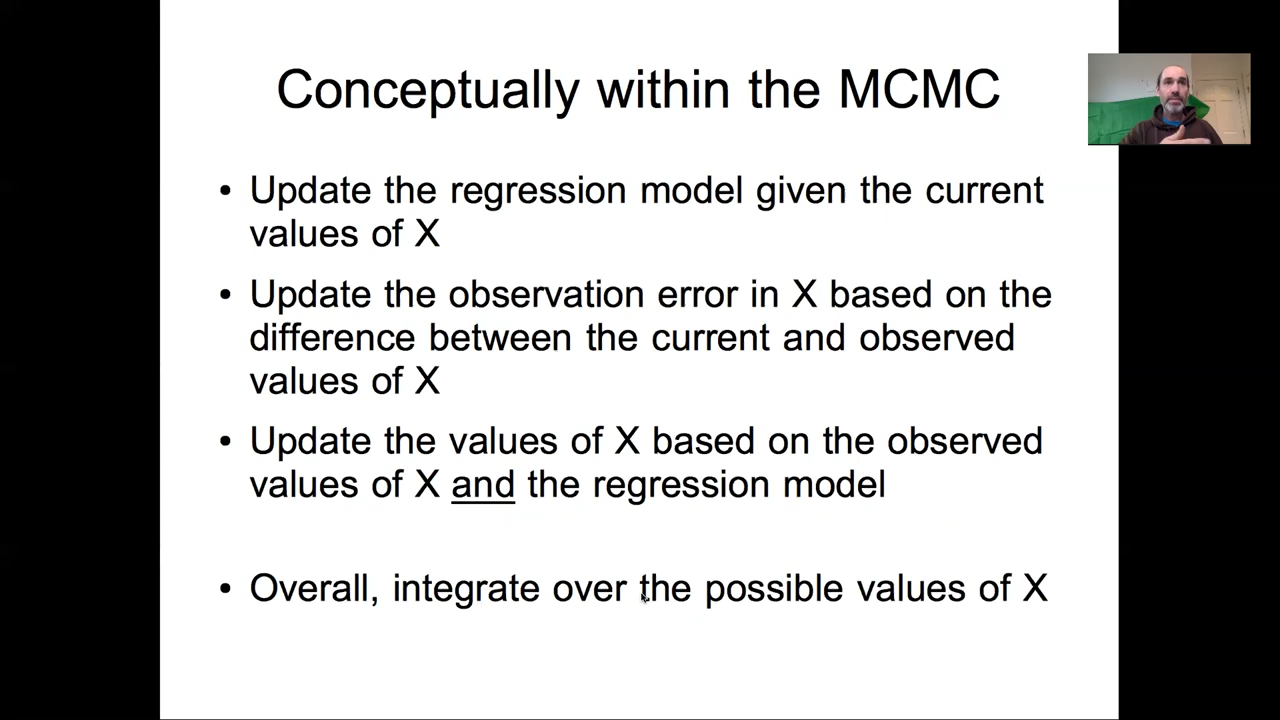 Conceptually within the MCMC
• Update the regression model given the current
values of X
• Update the observation error in X based on the
difference between the current and observed
values of X
• Update the values of X based on the observed
values of X and the regression model
• Overall, integrate over the possible values of X